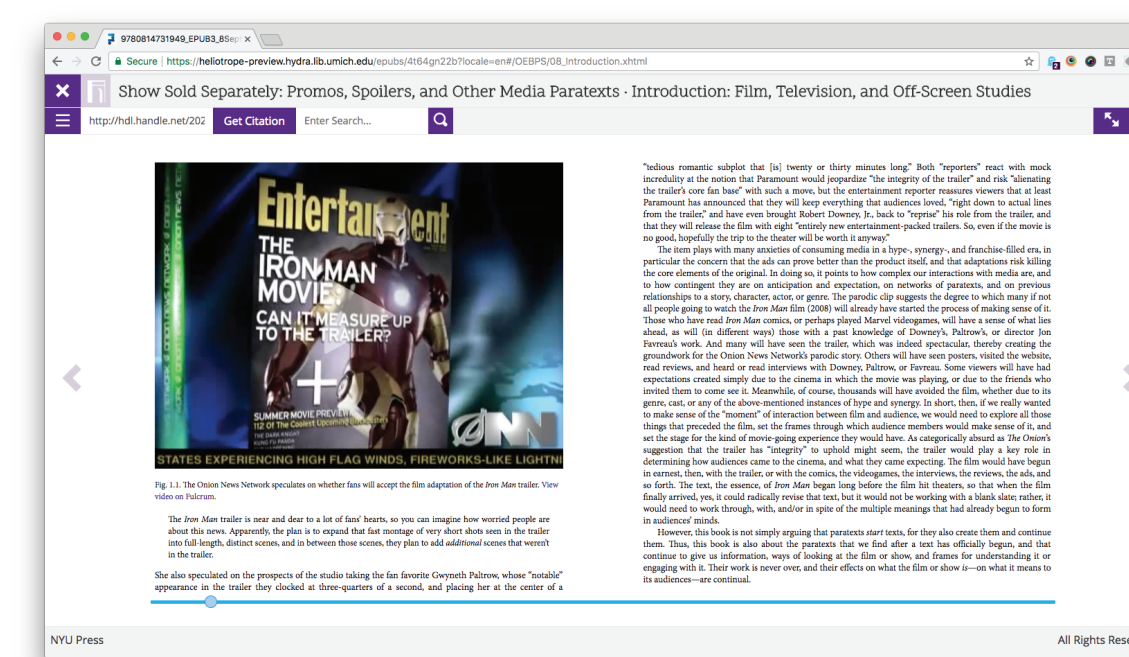 9780814731949_EPUB3_8Sep
Secure | https://heliotrope-preview.hydra.lib.umich.edu/epubs/4t64gn22b?locale=en#/OEBPS/08_Introduction.xhtml
Show Sold Separately: Promos, Spoilers, and Other Media Paratexts · Introduction: Film, Television, and Off-Screen Studies
http://hdl.handle.net/202
Get Citation
Enter Search...
Entertainment
THE
IRON MAN
MOVIE:
CAN IT MEASURE UP
TO THE TRAILER?
+
SUMMER MOVIE PREVIEW
112 Of The Coolest Upcoming Blockbusters
THE DARK KNIGHT
KUNG FU PANDA
ONN
STATES EXPERIENCING HIGH FLAG WINDS, FIREWORKS-LIKE LIGHTNI
Fig. 1.1. The Onion News Network speculates on whether fans will accept the film adaptation of the Iron Man trailer. View
video on Fulcrum.
The Iron Man trailer is near and dear to a lot of fans' hearts, so you can imagine how worried people are
about this news. Apparently, the plan is to expand that fast montage of very short shots seen in the trailer
into full-length, distinct scenes, and in between those scenes, they plan to add additional scenes that weren't
in the trailer.
She also speculated on the prospects of the studio taking the fan favorite Gwyneth Paltrow, whose "notable"
appearance in the trailer they clocked at three-quarters of a second, and placing her at the center of a
"tedious romantic subplot that [is] twenty or thirty minutes long." Both "reporters" react with mock
incredulity at the notion that Paramount would jeopardize "the integrity of the trailer" and risk "alienating
the trailer's core fan base" with such a move, but the entertainment reporter reassures viewers that at least
Paramount has announced that they will keep everything that audiences loved, "right down to actual lines
from the trailer," and have even brought Robert Downey, Jr., back to "reprise" his role from the trailer, and
that they will release the film with eight "entirely new entertainment-packed trailers. So, even if the movie is
no good, hopefully the trip to the theater will be worth it anyway."
The item plays with many anxieties of consuming media in a hype-, synergy-, and franchise-filled era, in
particular the concern that the ads can prove better than the product itself, and that adaptations risk killing
the core elements of the original. In doing so, it points to how complex our interactions with media are, and
to how contingent they are on anticipation and expectation, on networks of paratexts, and on previous
relationships to a story, character, actor, or genre. The parodic clip suggests the degree to which many if not
all people going to watch the Iron Man film (2008) will already have started the process of making sense of it.
Those who have read Iron Man comics, or perhaps played Marvel videogames, will have a sense of what lies
ahead, as will (in different ways) those with a past knowledge of Downey's, Paltrow's, or director Jon
Favreau's work. And many will have seen the trailer, which was indeed spectacular, thereby creating the
groundwork for the Onion News Network's parodic story. Others will have seen posters, visited the website,
read reviews, and heard or read interviews with Downey, Paltrow, or Favreau. Some viewers will have had
expectations created simply due to the cinema in which the movie was playing, or due to the friends who
invited them to come see it. Meanwhile, of course, thousands will have avoided the film, whether due to its
genre, cast, or any of the above-mentioned instances of hype and synergy. In short, then, if we really wanted
to make sense of the "moment" of interaction between film and audience, we would need to explore all those
things that preceded the film, set the frames through which audience members would make sense of it, and
set the stage for the kind of movie-going experience they would have. As categorically absurd as The Onion's
suggestion that the trailer has "integrity" to uphold might seem, the trailer would play a key role in
determining how audiences came to the cinema, and what they came expecting. The film would have begun
in earnest, then, with the trailer, or with the comics, the videogames, the interviews, the reviews, the ads, and
so forth. The text, the essence, of Iron Man began long before the film hit theaters, so that when the film
finally arrived, yes, it could radically revise that text, but it would not be working with a blank slate; rather, it
would need to work through, with, and/or in spite of the multiple meanings that had already begun to form
in audiences' minds.
However, this book is not simply arguing that paratexts start texts, for they also create them and continue
them. Thus, this book is also about the paratexts that we find after a text has officially begun, and that
continue to give us information, ways of looking at the film or show, and frames for understanding it or
engaging with it. Their work is never over, and their effects on what the film or show is—on what it means to
its audiences—are continual.
NYU Press
All Rights Rese